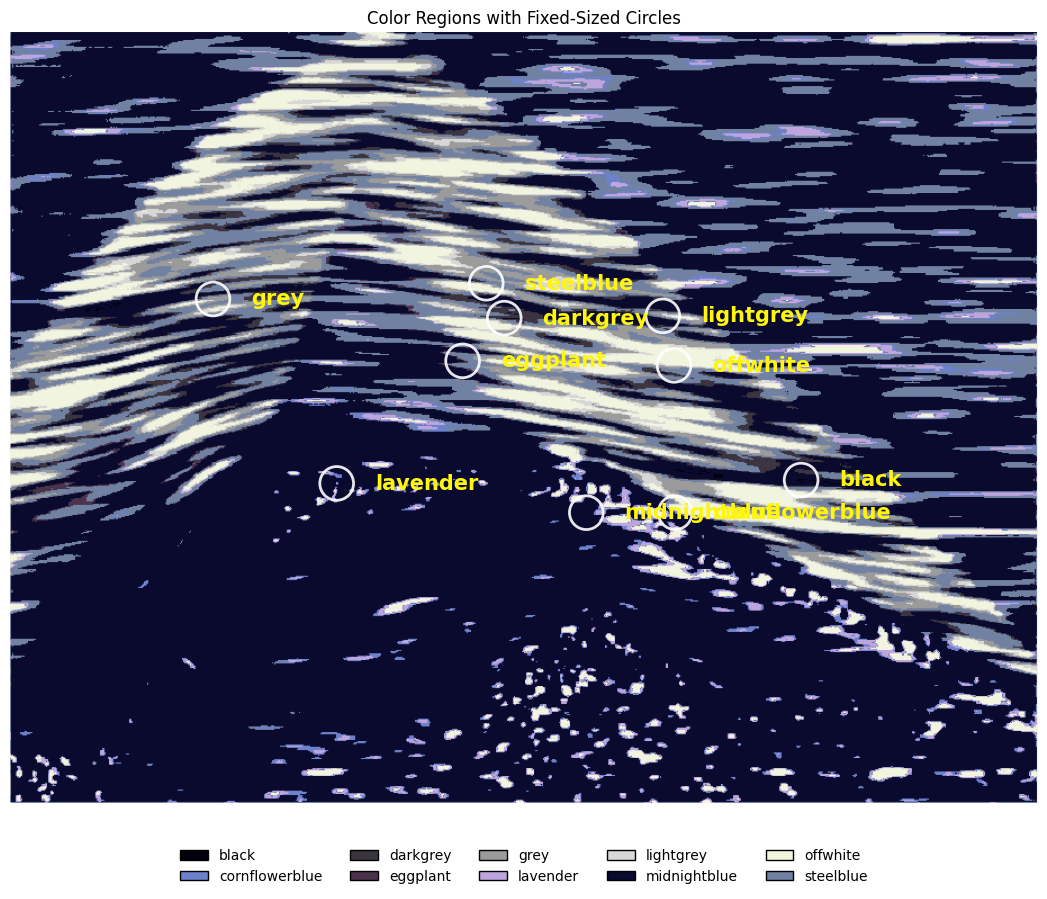 Color Regions with Fixed-Sized Circles
steelblue
grey
darkgrey
lightgrey
eggplant
offwhite
lavender
black
midnightblue
cornflowerblue
black
darkgrey
grey
lightgrey
offwhite
cornflowerblue
eggplant
lavender
midnightblue
steelblue